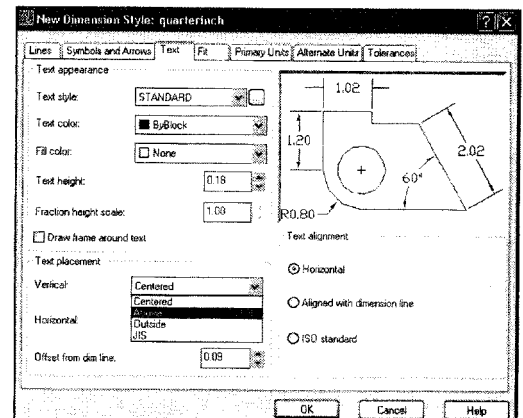 New Dimension Style: quarterinch
Lines Symbols and Arrows Text Fit Primary Units Alternate Units Tolerances
Text appearance
Text style: STANDARD ...
Text color: ByBlock
Fill color: None
Text height: 0.18
Fraction height scale: 1.00
Draw frame around text
Text placement
Vertical: Centered
Centered
Above
Outside
JIS
Horizontal:
Offset from dim line: 0.09
1.02
1.20
2.02
60°
R0.80
Text alignment
Horizontal
Aligned with dimension line
ISO standard
OK Cancel Help